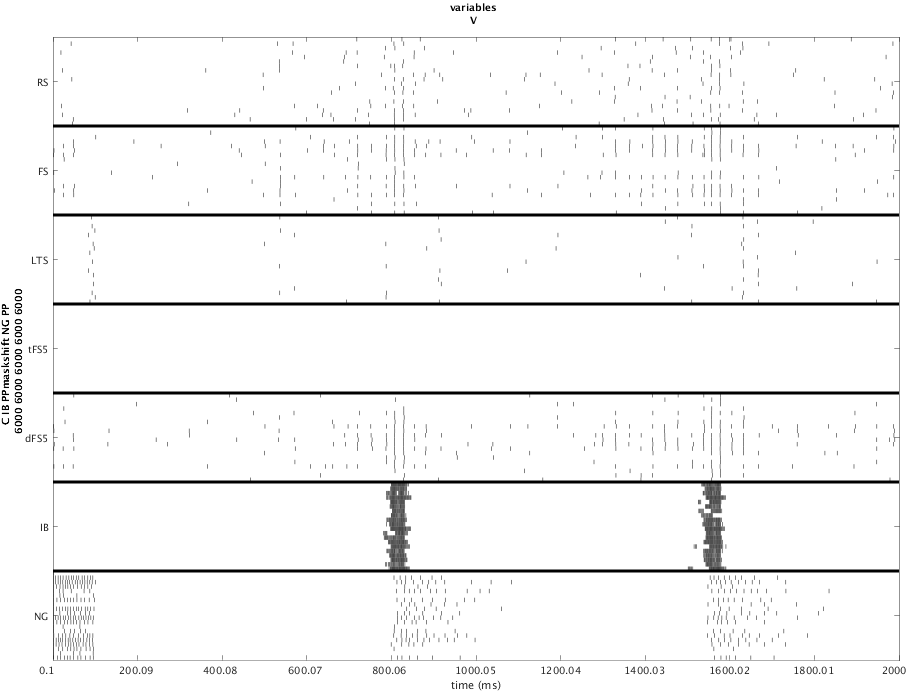 variables
V
RS
FS
LTS
tFS5
dFS5
IB
NG
C IB PPmaskshift NG PP
6000 6000 6000 6000 6000
0.1 200.09 400.08 600.07 800.06 1000.05 1200.04 1400.03 1600.02 1800.01 2000
time (ms)